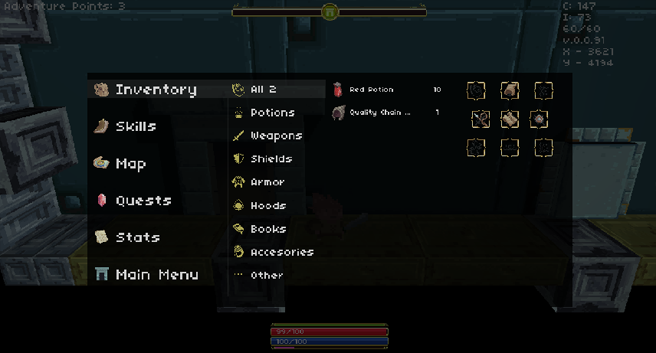 Adventure Points: 3
C: 147
I: 73
60/60
v.0.0.91
X - 3621
Y - 4194
Inventory
Skills
Map
Quests
Stats
Main Menu
All 2
Potions
Weapons
Shields
Armor
Hoods
Books
Accesories
Other
Red Potion 10
Quality Chain ... 1
99/100
100/100